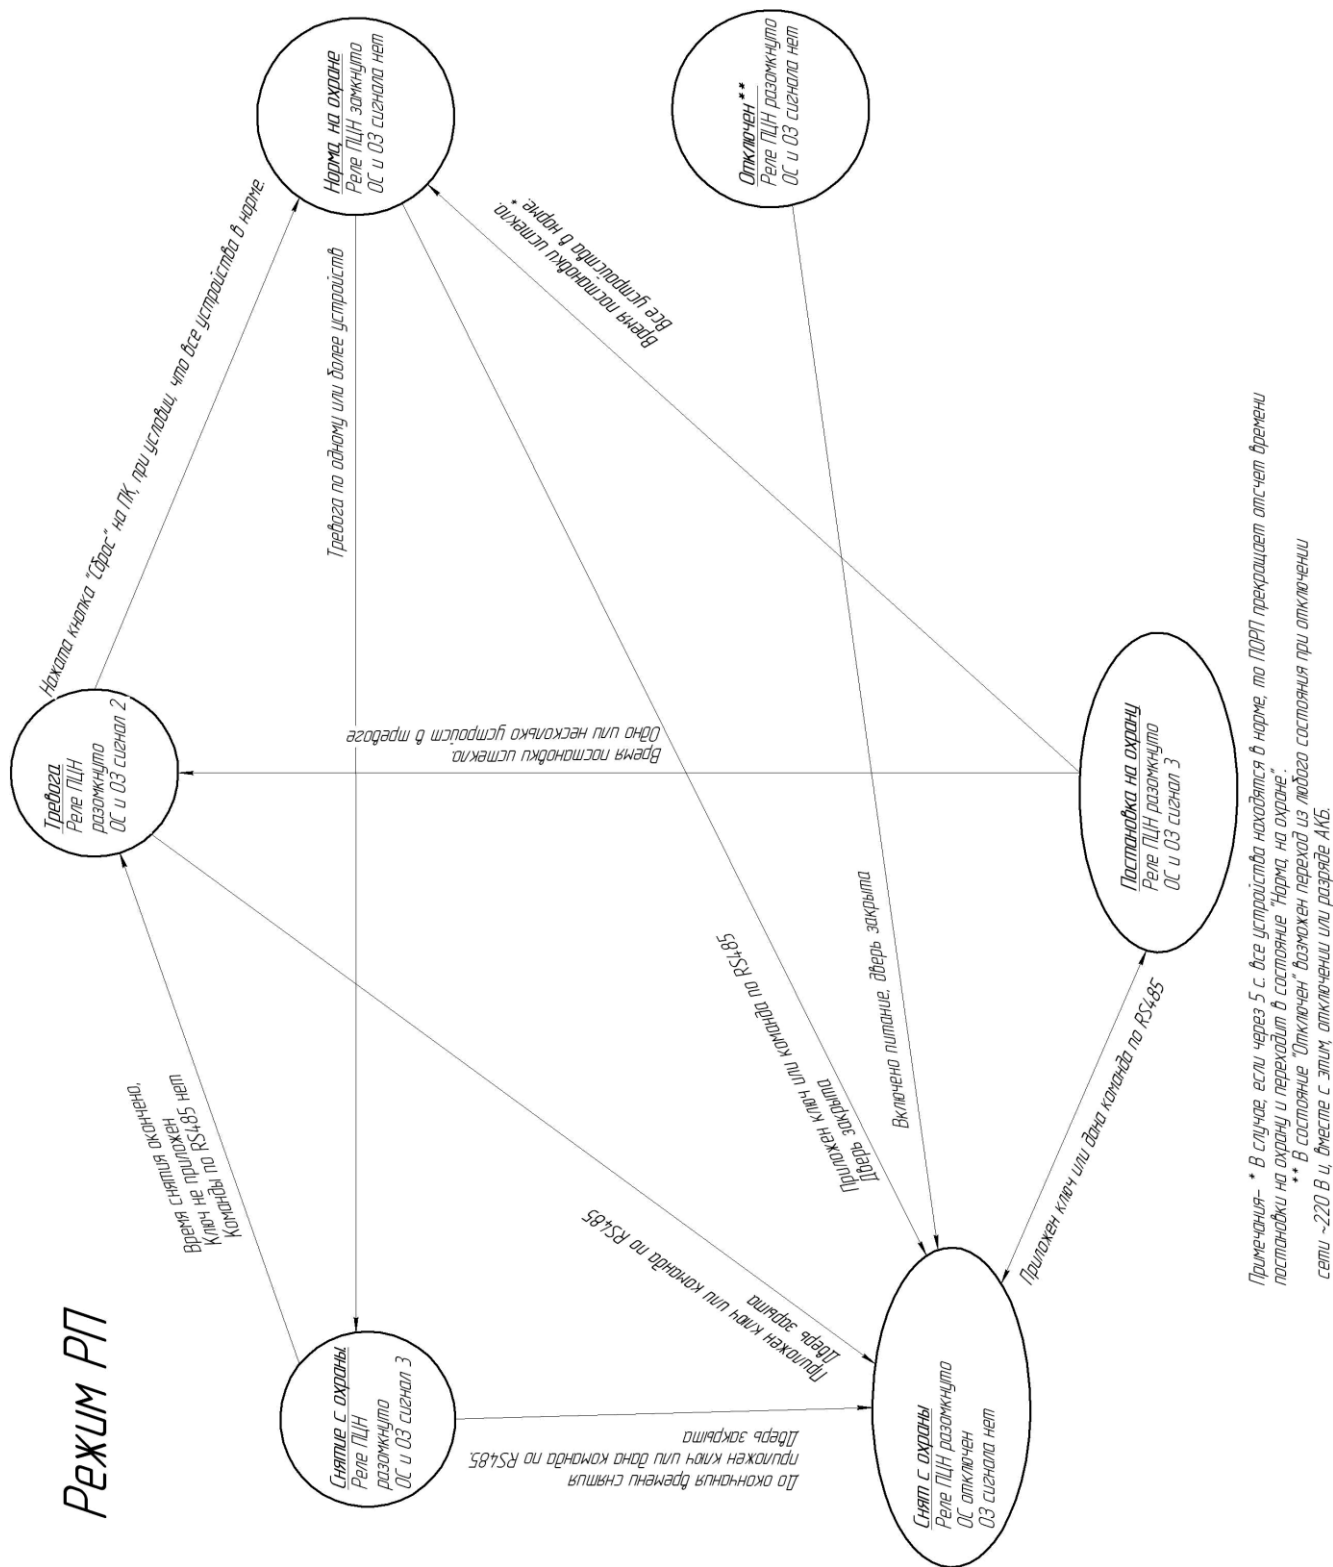 Режим РП
Тревога
Реле ПЦН
разомкнуто
ОС и ОЗ сигнал 2
Нажата кнопка "Сброс" на ПК, при условии, что все устройства в норме.
Норма, на охране
Реле ПЦН замкнуто
ОС и ОЗ сигнала нет
Время снятия окончено,
Ключ не приложен
Команды по RS485 нет
Тревога по одному или более устройств
Снятие с охраны
Реле ПЦН
разомкнуто
ОС и ОЗ сигнал 3
Время постановки истекло.
Одно или несколько устройст в тревоге
Время постановки истекло.
Все устройства в норме.*
Приложен ключ или команда по RS485
Дверь зарыта
Приложен ключ или команда по RS485
Дверь закрыта
До окончания времени снятия
приложен ключ или дана команда по RS485.
Дверь закрыта
Отключен**
Реле ПЦН разомкнуто
ОС и ОЗ сигнала нет
Включено питание, дверь закрыта
Снят с охраны
Реле ПЦН разомкнуто
ОС отключен
ОЗ сигнала нет
Приложен ключ или дана команда по RS485
Постановка на охрану
Реле ПЦН разомкнуто
ОС и ОЗ сигнал 3
Примечания- * В случае, если через 5 с. все устройства находятся в норме, то ПОРП прекращает отсчет времени
постановки на охрану и переходит в состояние "Норма, на охране".
** В состояние "Отключен" возможен переход из любого состояния при отключении
сети ~220 В и, вместе с этим, отключении или разряде АКБ.